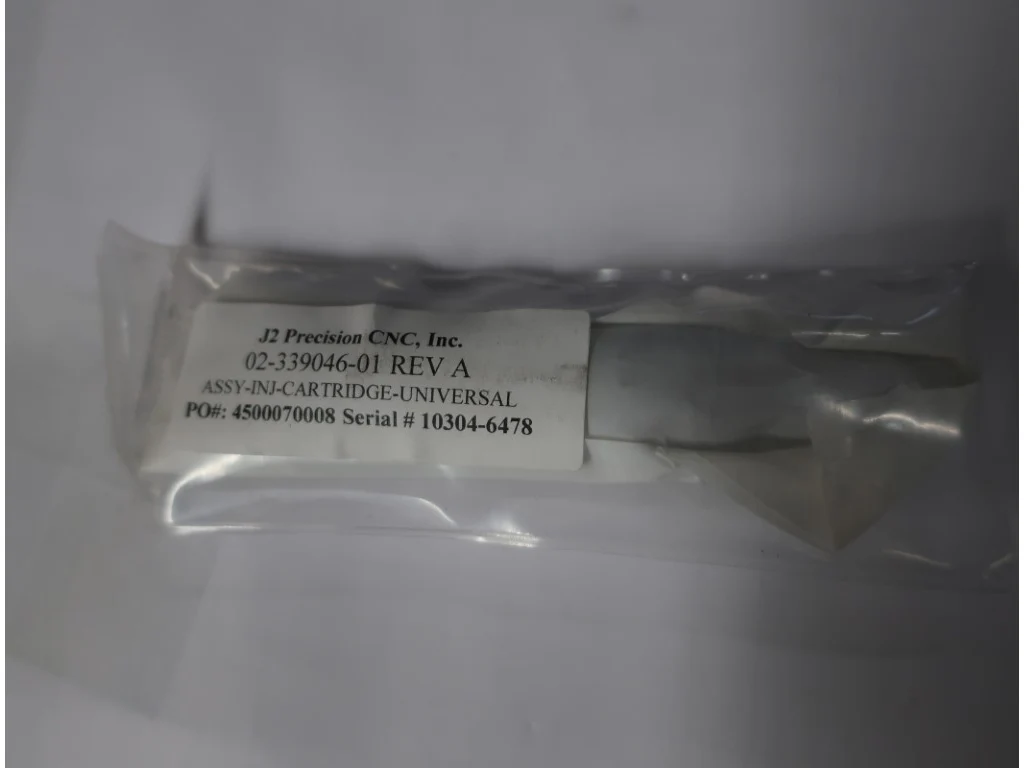 J2 Precision CNC, Inc.
02-339046-01 REV A
ASSY-INJ-CARTRIDGE-UNIVERSAL
PO#: 4500070008 Serial # 10304-6478